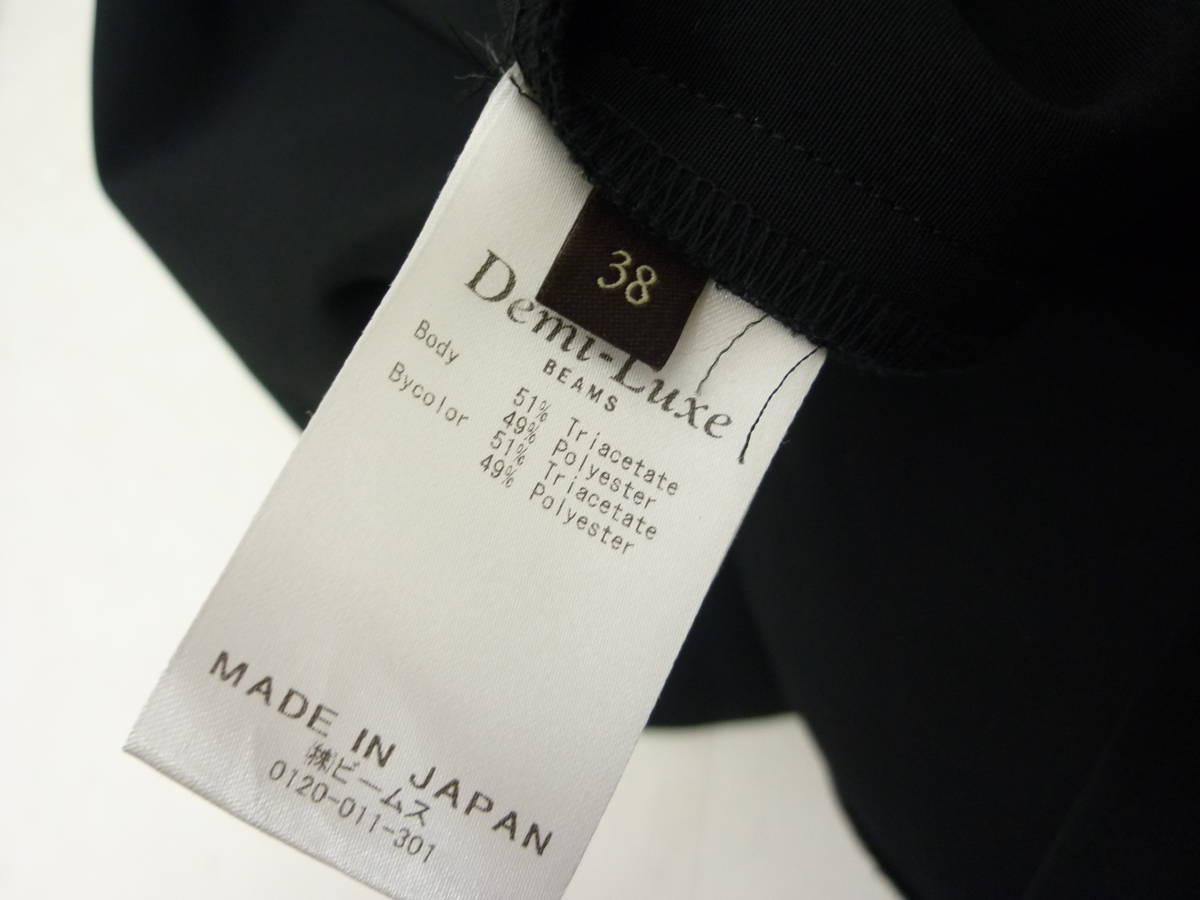 38
Demi-Luxe
BEAMS
Body 51% Triacetate
49% Polyester
Bycolor 51% Triacetate
49% Polyester
MADE IN JAPAN
㈱ビームス
0120-011-301